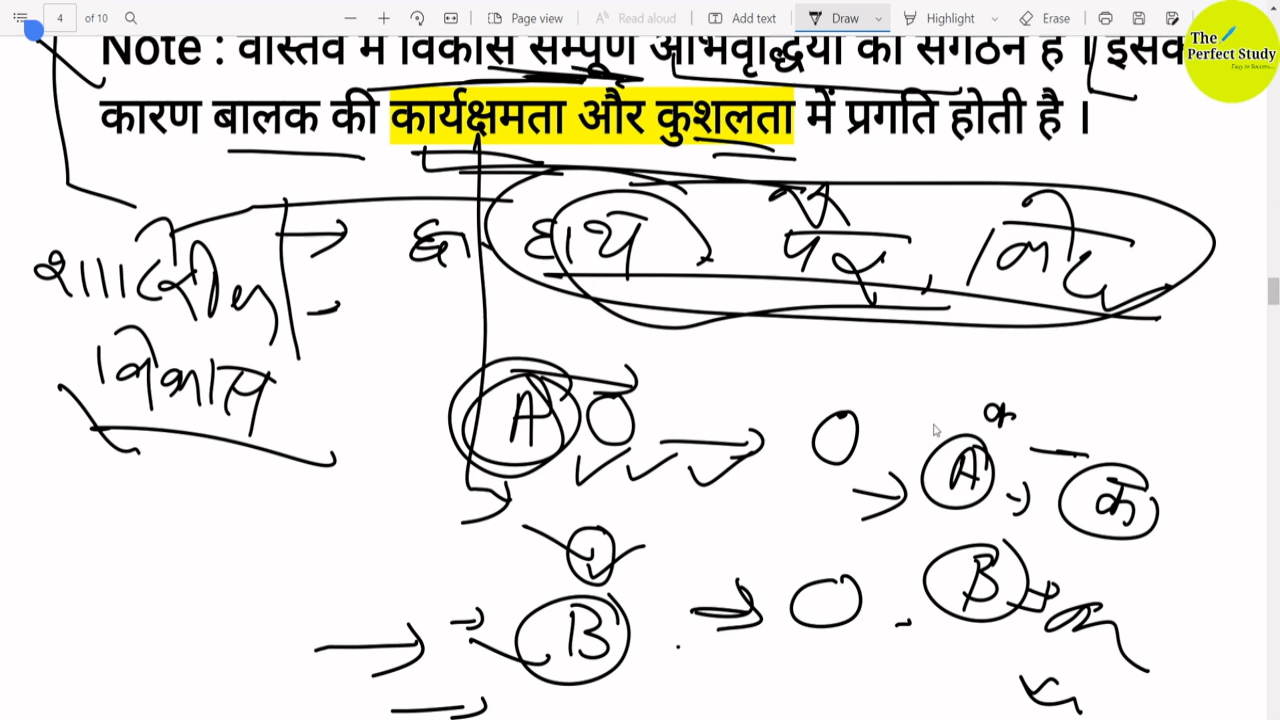 4 of 10 Page view Read aloud Add text Draw Highlight Erase
The
Perfect Study
Note : वास्तव में विकास सम्पूर्ण अभिवृद्धियों का संगठन है । इसके
कारण बालक की कार्यक्षमता और कुशलता में प्रगति होती है ।
हा हाथ पैर,
शारीरिक
विकास
A
A क
B B